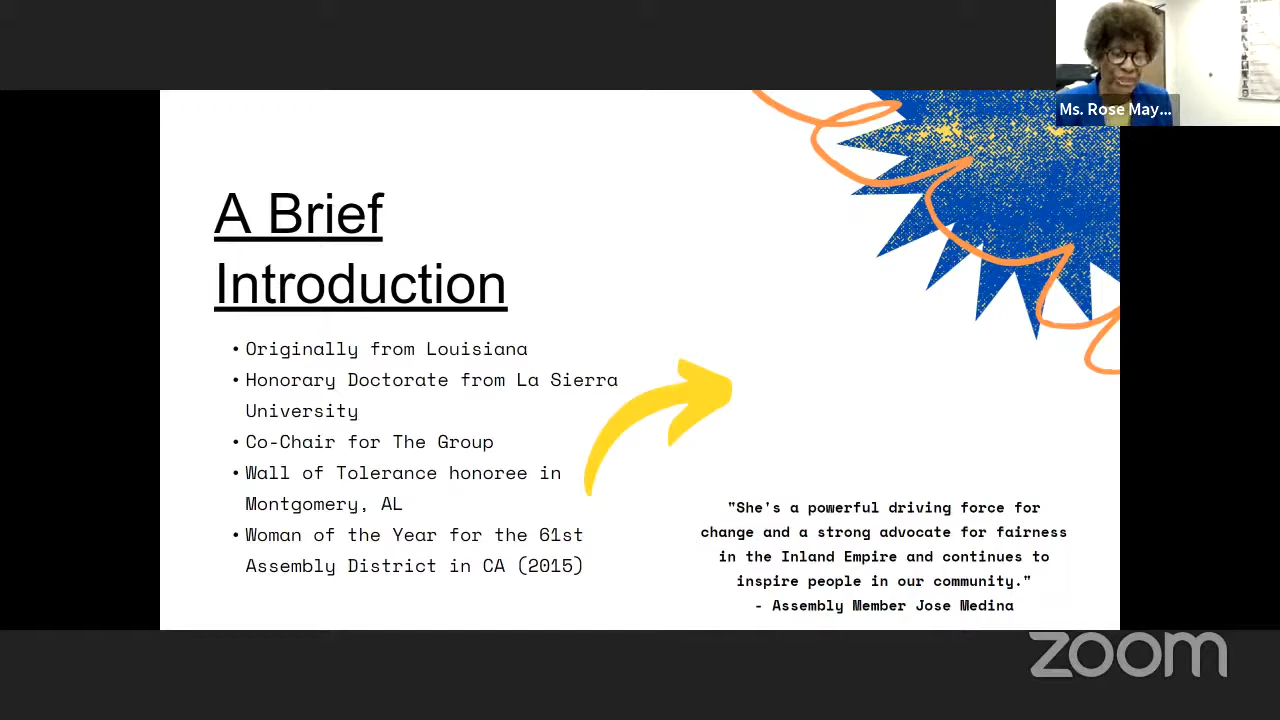 Ms. Rose May...
A Brief
Introduction
• Originally from Louisiana
• Honorary Doctorate from La Sierra
University
• Co-Chair for The Group
• Wall of Tolerance honoree in
Montgomery, AL
• Woman of the Year for the 61st
Assembly District in CA (2015)
"She's a powerful driving force for
change and a strong advocate for fairness
in the Inland Empire and continues to
inspire people in our community."
- Assembly Member Jose Medina
zoom